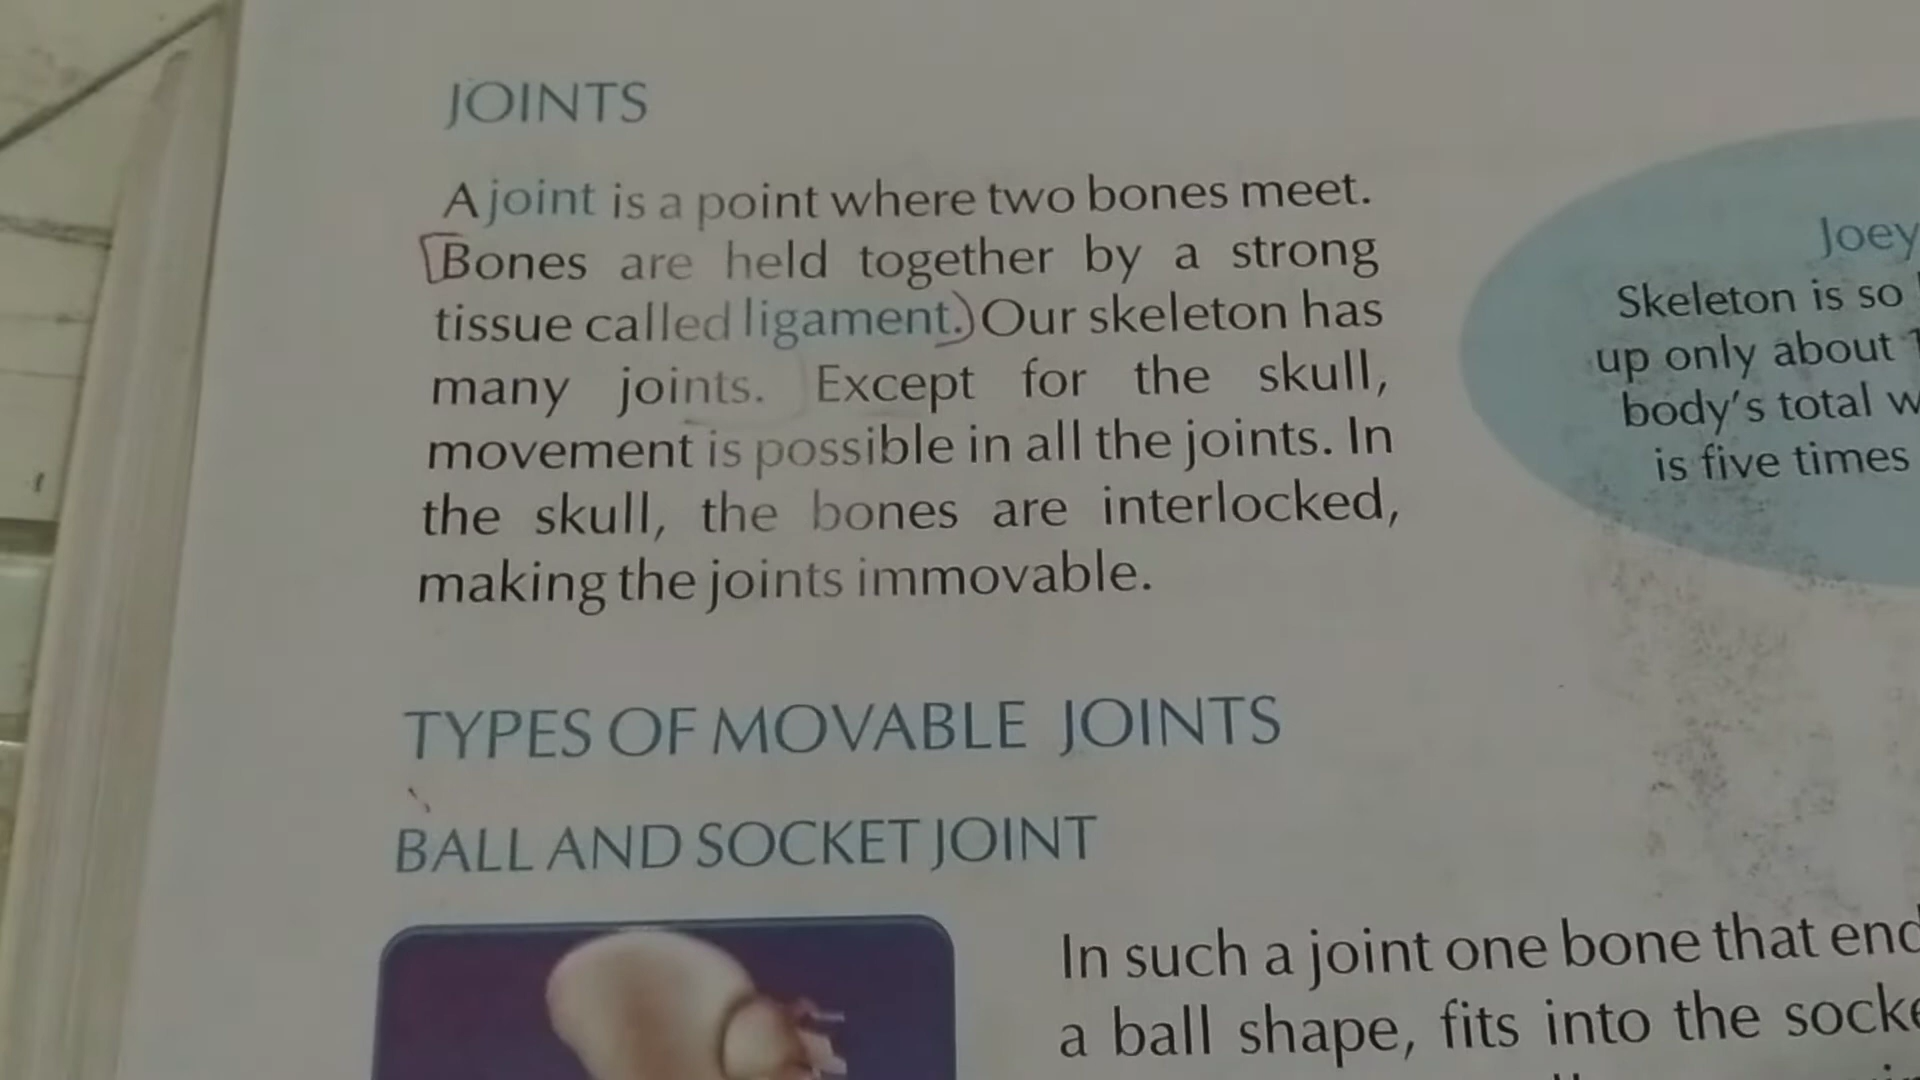 JOINTS
A joint is a point where two bones meet.
Bones are held together by a strong
tissue called ligament. Our skeleton has
many joints. Except for the skull,
movement is possible in all the joints. In
the skull, the bones are interlocked,
making the joints immovable.
TYPES OF MOVABLE JOINTS
BALL AND SOCKET JOINT
In such a joint one bone that
a ball shape, fits into the
Joey
Skeleton is so
up only about
body's total
is five times